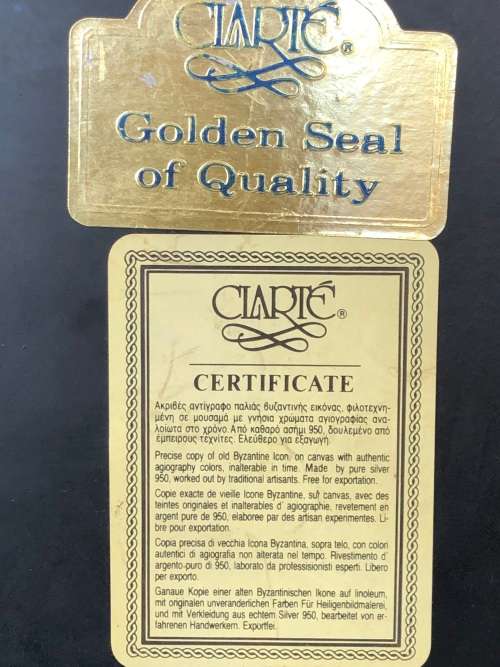 CLARTÉ®
Golden Seal
of Quality
CLARTÉ®
CERTIFICATE
Ακριβές αντίγραφο παλιάς βυζαντινής εικόνας, φιλοτεχνη-
μένη σε μουσαμά με γνήσια χρώματα αγιογραφίας ανα-
λοίωτα στο χρόνο. Από καθαρό ασήμι 950, δουλεμένο από
έμπειρους τεχνίτες. Ελεύθερο για εξαγωγή.
Precise copy of old Byzantine Icon on canvas with authentic
agiography colors, inalterable in time. Made by pure silver
950, worked out by traditional artisans. Free for exportation.
Copie exacte de vieille Icone Byzantine, sur canvas, avec des
teintes originales et inalterables d' agiographie, revetement en
argent pure de 950, elaboree par des artisan experimentes. Li-
bre pour exportation.
Copia precisa di vecchia Icona Byzantina, sopra telo, con colori
autentici di agiografia non alterata nel tempo. Rivestimento d'
argento-puro di 950, laborato da professisionisti esperti. Libero
per exporto.
Ganaue Kopie einer alten Byzantinischen Ikone auf linoleum,
mit originalen unveranderlichen Farben Für Heiligenbildmalerei,
und mit Verkleidung aus echtem Silver 950, bearbeitet von er-
fahrenen Handwerkern. Exportfei.